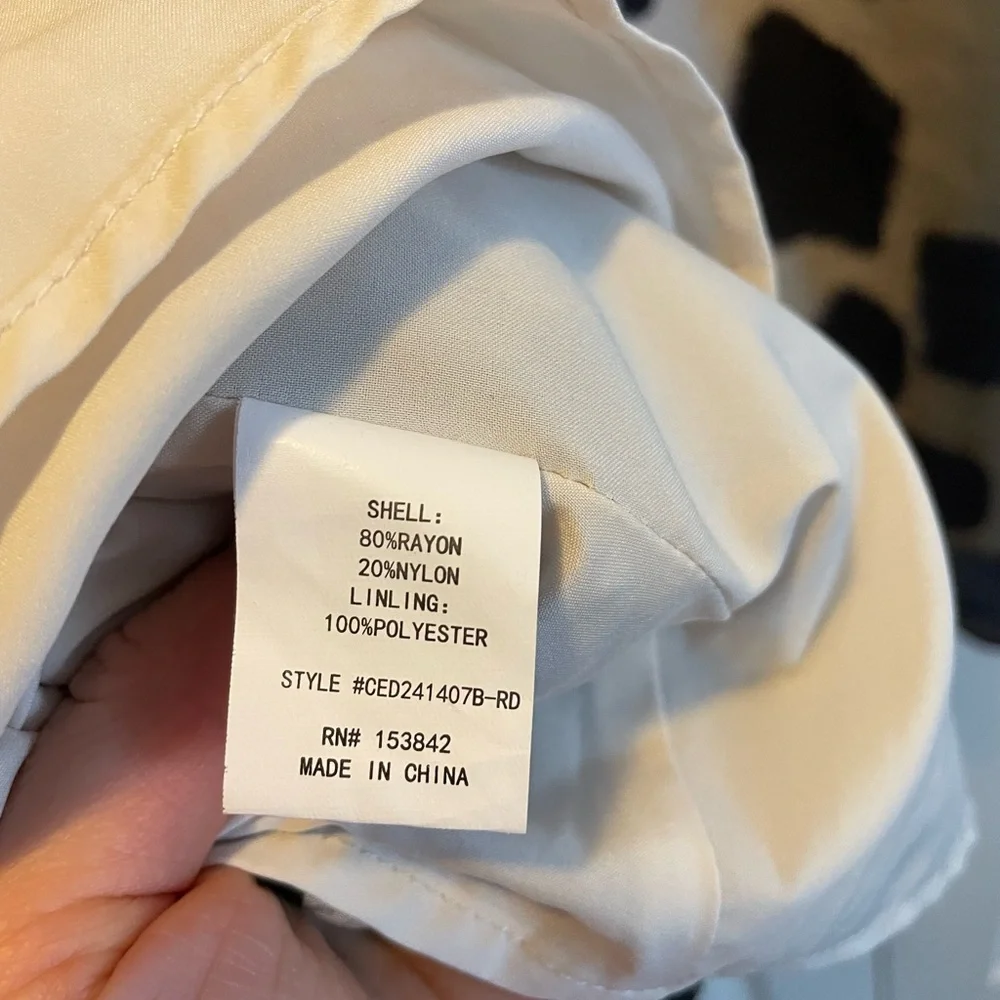 SHELL:
80%RAYON
20%NYLON
LINLING:
100%POLYESTER
STYLE #CED241407B-RD
RN# 153842
MADE IN CHINA